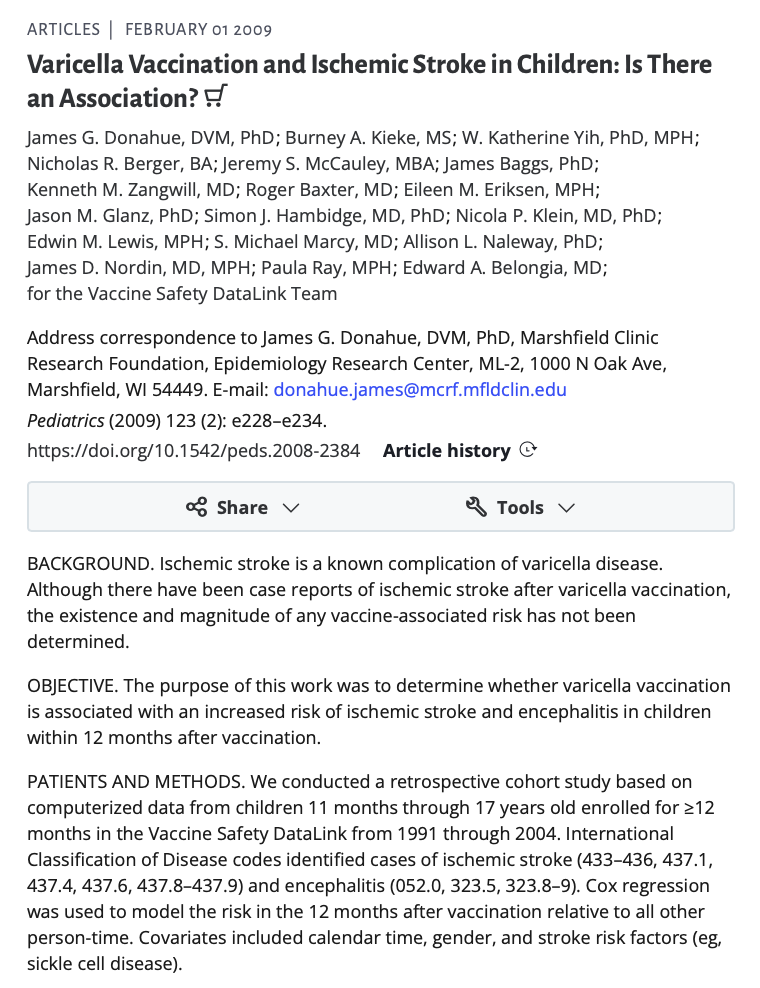 ARTICLES | FEBRUARY 01 2009
Varicella Vaccination and Ischemic Stroke in Children: Is There
an Association?
James G. Donahue, DVM, PhD; Burney A. Kieke, MS; W. Katherine Yih, PhD, MPH;
Nicholas R. Berger, BA; Jeremy S. McCauley, MBA; James Baggs, PhD;
Kenneth M. Zangwill, MD; Roger Baxter, MD; Eileen M. Eriksen, MPH;
Jason M. Glanz, PhD; Simon J. Hambidge, MD, PhD; Nicola P. Klein, MD, PhD;
Edwin M. Lewis, MPH; S. Michael Marcy, MD; Allison L. Naleway, PhD;
James D. Nordin, MD, MPH; Paula Ray, MPH; Edward A. Belongia, MD;
for the Vaccine Safety DataLink Team
Address correspondence to James G. Donahue, DVM, PhD, Marshfield Clinic
Research Foundation, Epidemiology Research Center, ML-2, 1000 N Oak Ave,
Marshfield, WI 54449. E-mail: donahue.james@mcrf.mfldclin.edu
Pediatrics (2009) 123 (2): e228–e234.
https://doi.org/10.1542/peds.2008-2384 Article history
Share Tools
BACKGROUND. Ischemic stroke is a known complication of varicella disease.
Although there have been case reports of ischemic stroke after varicella vaccination,
the existence and magnitude of any vaccine-associated risk has not been
determined.
OBJECTIVE. The purpose of this work was to determine whether varicella vaccination
is associated with an increased risk of ischemic stroke and encephalitis in children
within 12 months after vaccination.
PATIENTS AND METHODS. We conducted a retrospective cohort study based on
computerized data from children 11 months through 17 years old enrolled for ≥12
months in the Vaccine Safety DataLink from 1991 through 2004. International
Classification of Disease codes identified cases of ischemic stroke (433–436, 437.1,
437.4, 437.6, 437.8–437.9) and encephalitis (052.0, 323.5, 323.8–9). Cox regression
was used to model the risk in the 12 months after vaccination relative to all other
person-time. Covariates included calendar time, gender, and stroke risk factors (eg,
sickle cell disease).